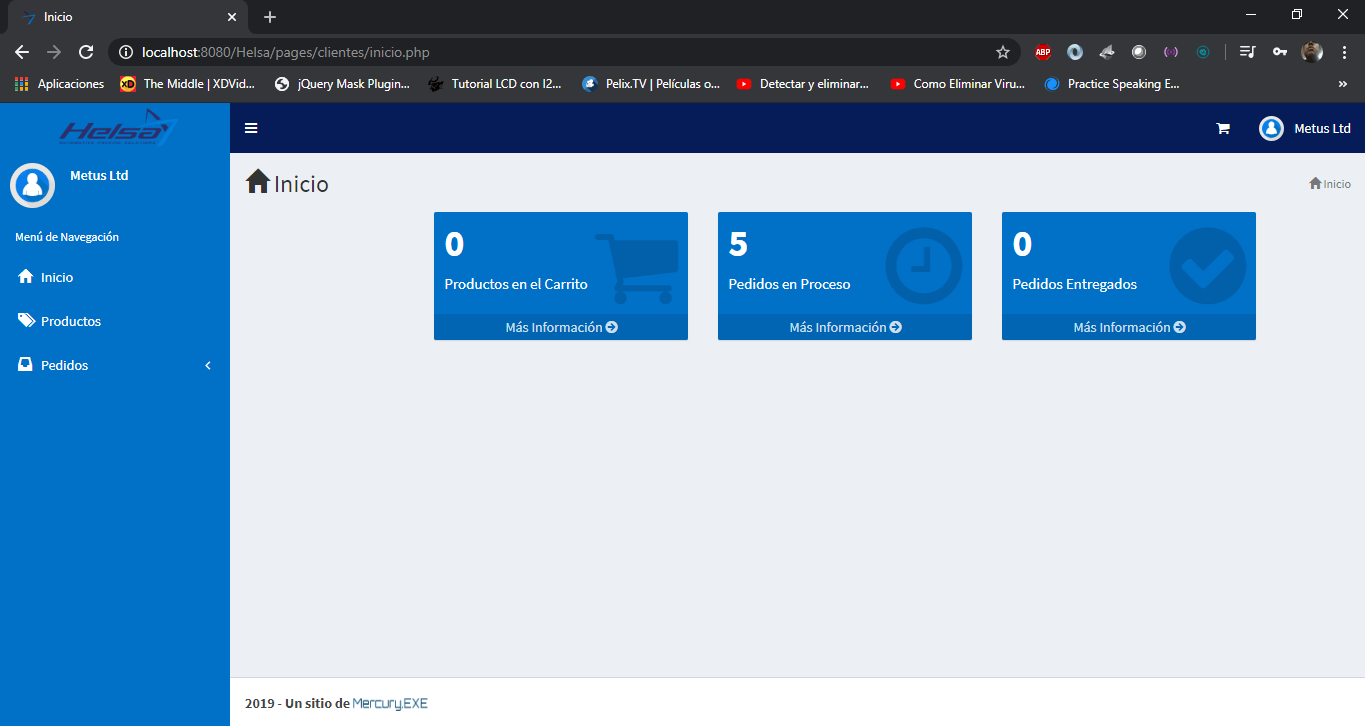 Inicio
localhost:8080/Helsa/pages/clientes/inicio.php
ABP
Aplicaciones
XD
The Middle | XDVid...
jQuery Mask Plugin...
Tutorial LCD con I2...
Pelix.TV | Películas o...
Detectar y eliminar...
Como Eliminar Viru...
Practice Speaking E...
»
Helsa
Metus Ltd
Metus Ltd
Menú de Navegación
Inicio
Productos
Pedidos
Inicio
Inicio
0
Productos en el Carrito
Más Información
5
Pedidos en Proceso
Más Información
0
Pedidos Entregados
Más Información
2019 - Un sitio de Mercury.EXE